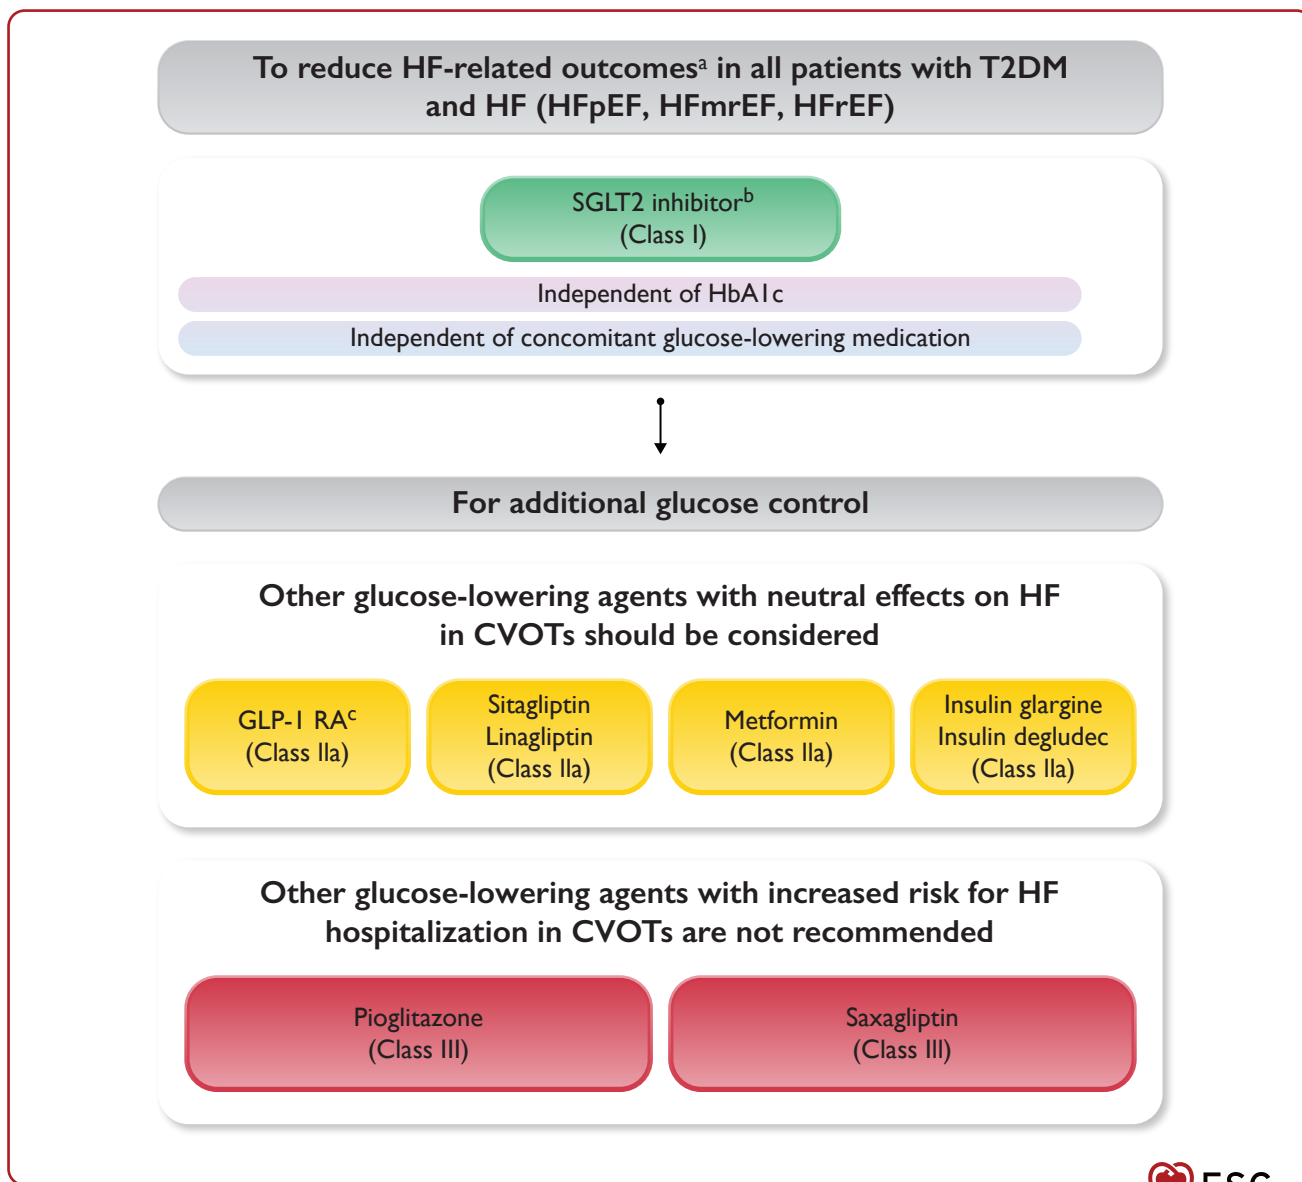 To reduce HF-related outcomesᵃ in all patients with T2DM
and HF (HFpEF, HFmrEF, HFrEF)
SGLT2 inhibitorᵇ
(Class I)
Independent of HbA1c
Independent of concomitant glucose-lowering medication
For additional glucose control
Other glucose-lowering agents with neutral effects on HF
in CVOTs should be considered
GLP-1 RAᶜ
(Class IIa)
Sitagliptin
Linagliptin
(Class IIa)
Metformin
(Class IIa)
Insulin glargine
Insulin degludec
(Class IIa)
Other glucose-lowering agents with increased risk for HF
hospitalization in CVOTs are not recommended
Pioglitazone
(Class III)
Saxagliptin
(Class III)
ESC